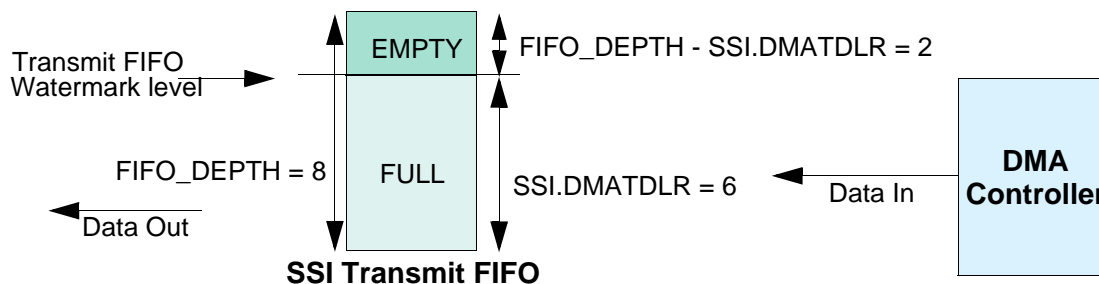 EMPTY
FIFO_DEPTH - SSI.DMATDLR = 2
Transmit FIFO
Watermark level
FIFO_DEPTH = 8
FULL
SSI.DMATDLR = 6
DMA
Controller
Data In
Data Out
SSI Transmit FIFO